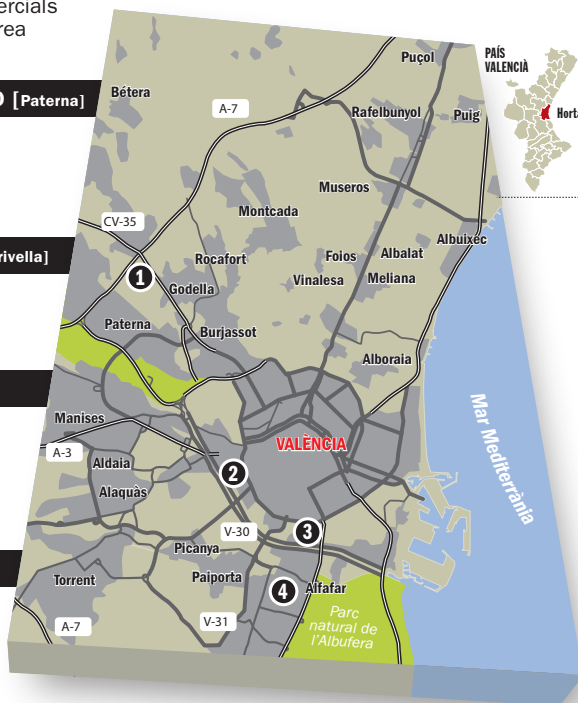 ercials
rea
O [Paterna]
rivella]
PAÍS
VALENCIÀ
Horta
Puçol
Bétera
A-7
Rafelbunyol
Puig
Museros
Montcada
CV-35
Albuixec
Rocafort
Foios
Albalat
1
Godella
Vinalesa
Meliana
Paterna
Burjassot
Alboraia
Mar Mediterrània
Manises
VALÈNCIA
A-3
Aldaia
2
Alaquàs
V-30
3
Picanya
Torrent
Paiporta
4
Alfafar
Parc
natural de
l'Albufera
V-31
A-7